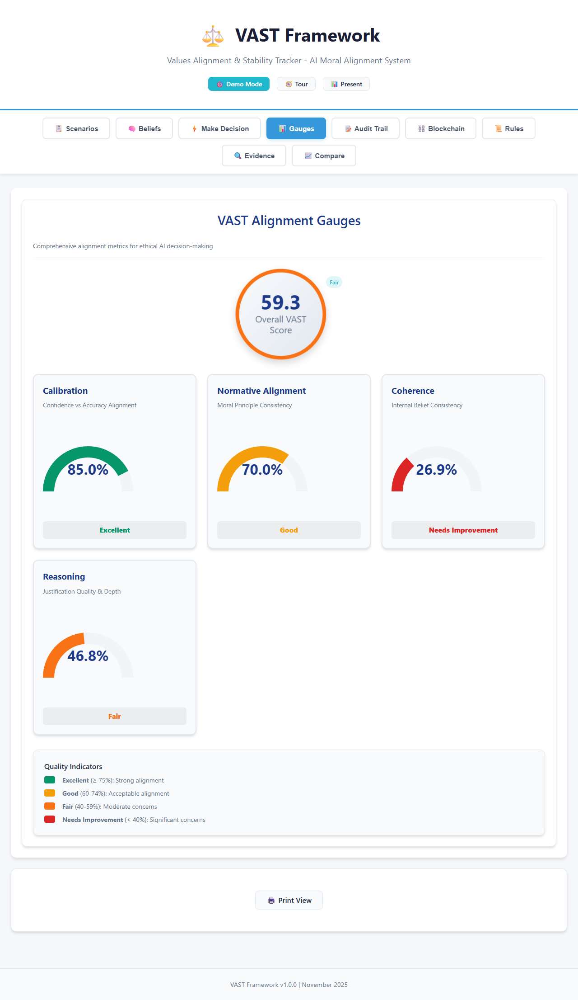 VAST Framework
Values Alignment & Stability Tracker - AI Moral Alignment System
Demo Mode
Tour
Present
Scenarios
Beliefs
Make Decision
Gauges
Audit Trail
Blockchain
Rules
Evidence
Compare
VAST Alignment Gauges
Comprehensive alignment metrics for ethical AI decision-making
59.3
Overall VAST
Score
Fair
Calibration
Confidence vs Accuracy Alignment
85.0%
Excellent
Normative Alignment
Moral Principle Consistency
70.0%
Good
Coherence
Internal Belief Consistency
26.9%
Needs Improvement
Reasoning
Justification Quality & Depth
46.8%
Fair
Quality Indicators
Excellent (≥ 75%): Strong alignment
Good (60-74%): Acceptable alignment
Fair (40-59%): Moderate concerns
Needs Improvement (< 40%): Significant concerns
Print View
VAST Framework v1.0.0 | November 2025